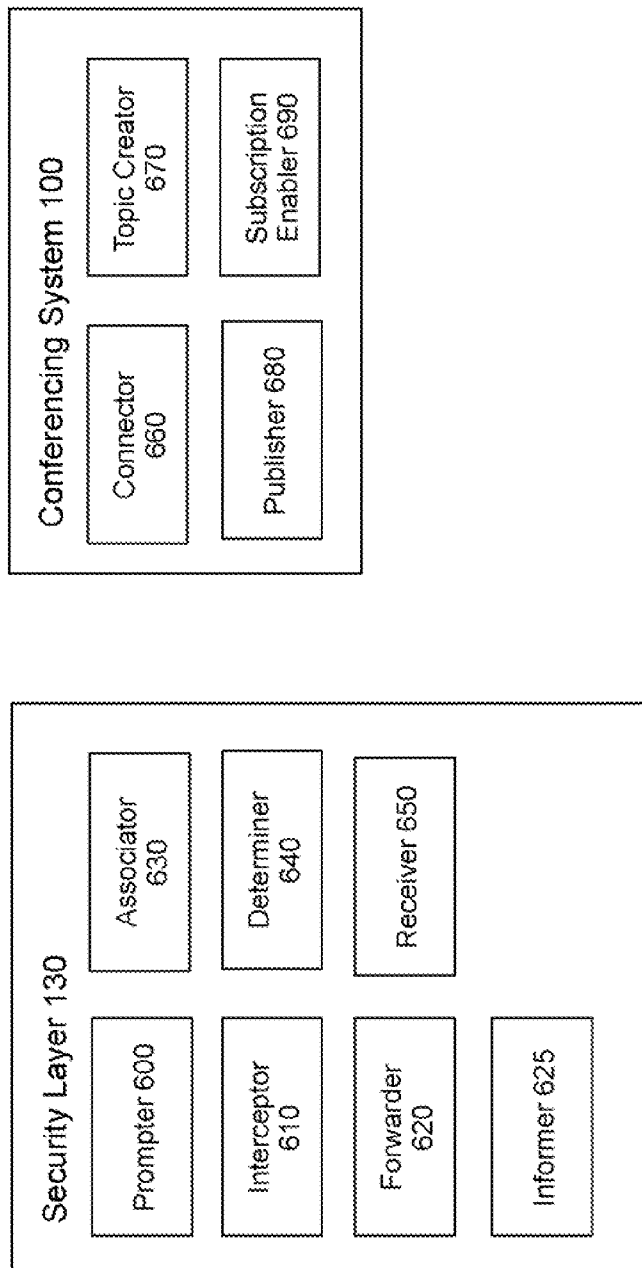 Security Layer 130
Prompter 600
Associator
630
Interceptor
610
Determiner
640
Forwarder
620
Receiver 650
Informer 625
Conferencing System 100
Connector
660
Topic Creator
670
Publisher 680
Subscription
Enabler 690